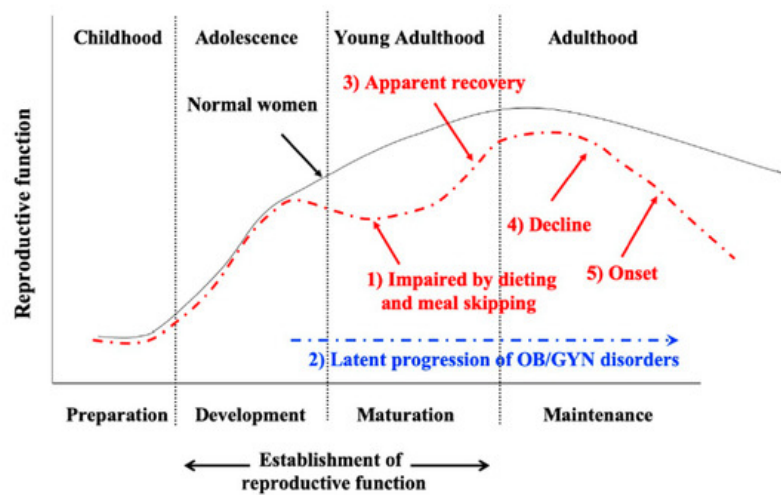 Childhood
Adolescence
Young Adulthood
Adulthood
3) Apparent recovery
Normal women
Reproductive function
4) Decline
1) Impaired by dieting
and meal skipping
5) Onset
2) Latent progression of OB/GYN disorders
Preparation
Development
Maturation
Maintenance
Establishment of
reproductive function